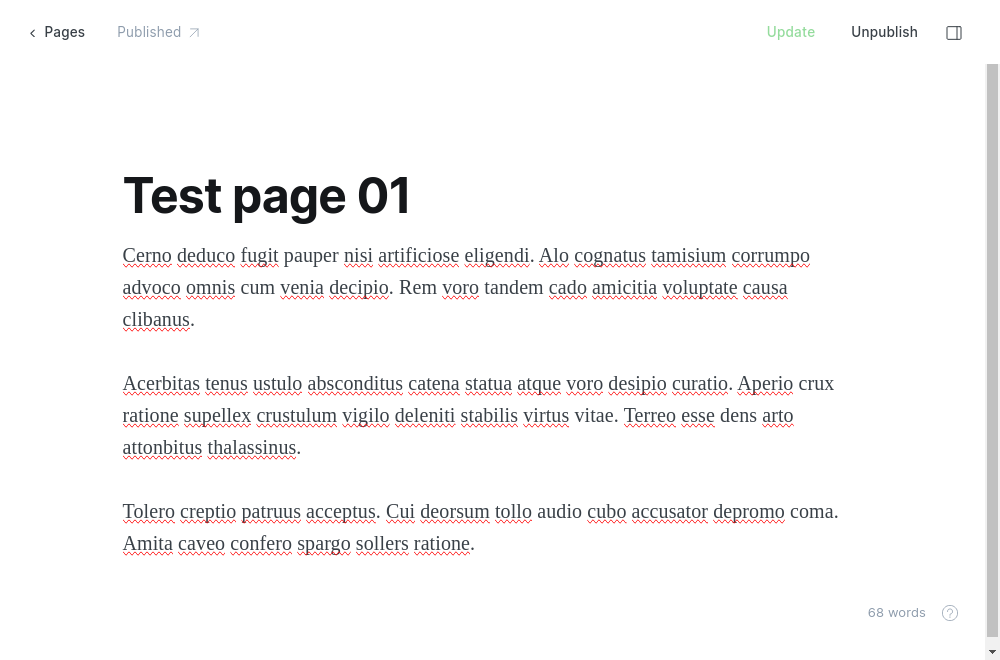 Pages
Published
Update
Unpublish
Test page 01
Cerno deduco fugit pauper nisi artificiose eligendi. Alo cognatus tamisium corrumpo
advoco omnis cum venia decipio. Rem voro tandem cado amicitia voluptate causa
clibanus.
Acerbitas tenus ustulo absconditus catena statua atque voro desipio curatio. Aperio crux
ratione supellex crustulum vigilo deleniti stabilis virtus vitae. Terreo esse dens arto
attonbitus thalassinus.
Tolero creptio patruus acceptus. Cui deorsum tollo audio cubo accusator depromo coma.
Amita caveo confero spargo sollers ratione.
68 words
?